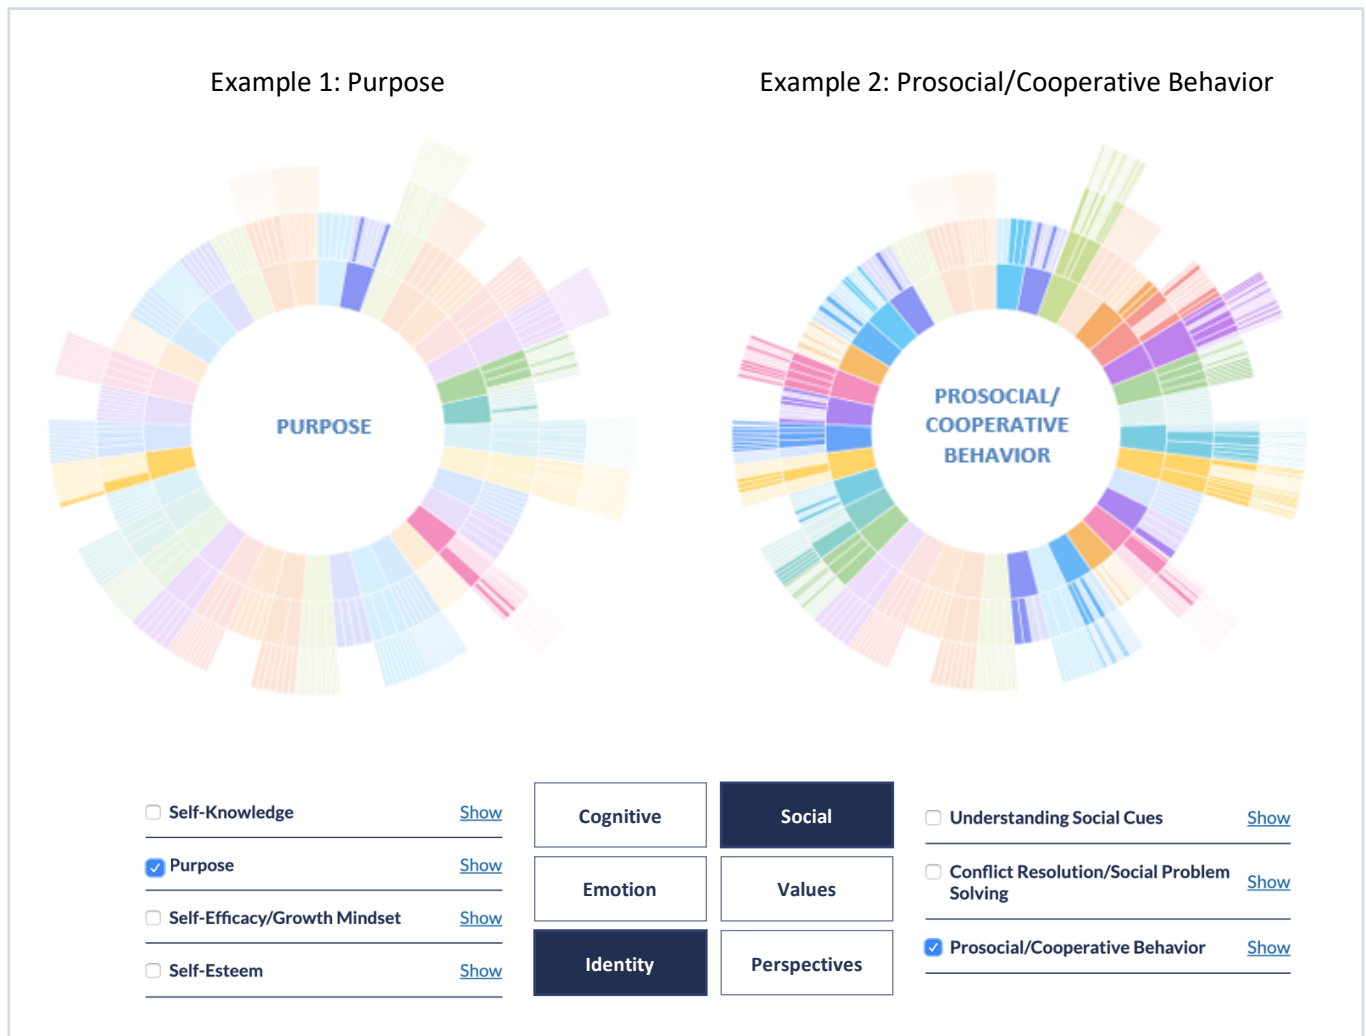 Example 1: Purpose
Example 2: Prosocial/Cooperative Behavior
PURPOSE
PROSOCIAL/
COOPERATIVE
BEHAVIOR
Self-Knowledge Show
Purpose Show
Self-Efficacy/Growth Mindset Show
Self-Esteem Show
Cognitive
Social
Emotion
Values
Identity
Perspectives
Understanding Social Cues Show
Conflict Resolution/Social Problem
Solving Show
Prosocial/Cooperative Behavior Show